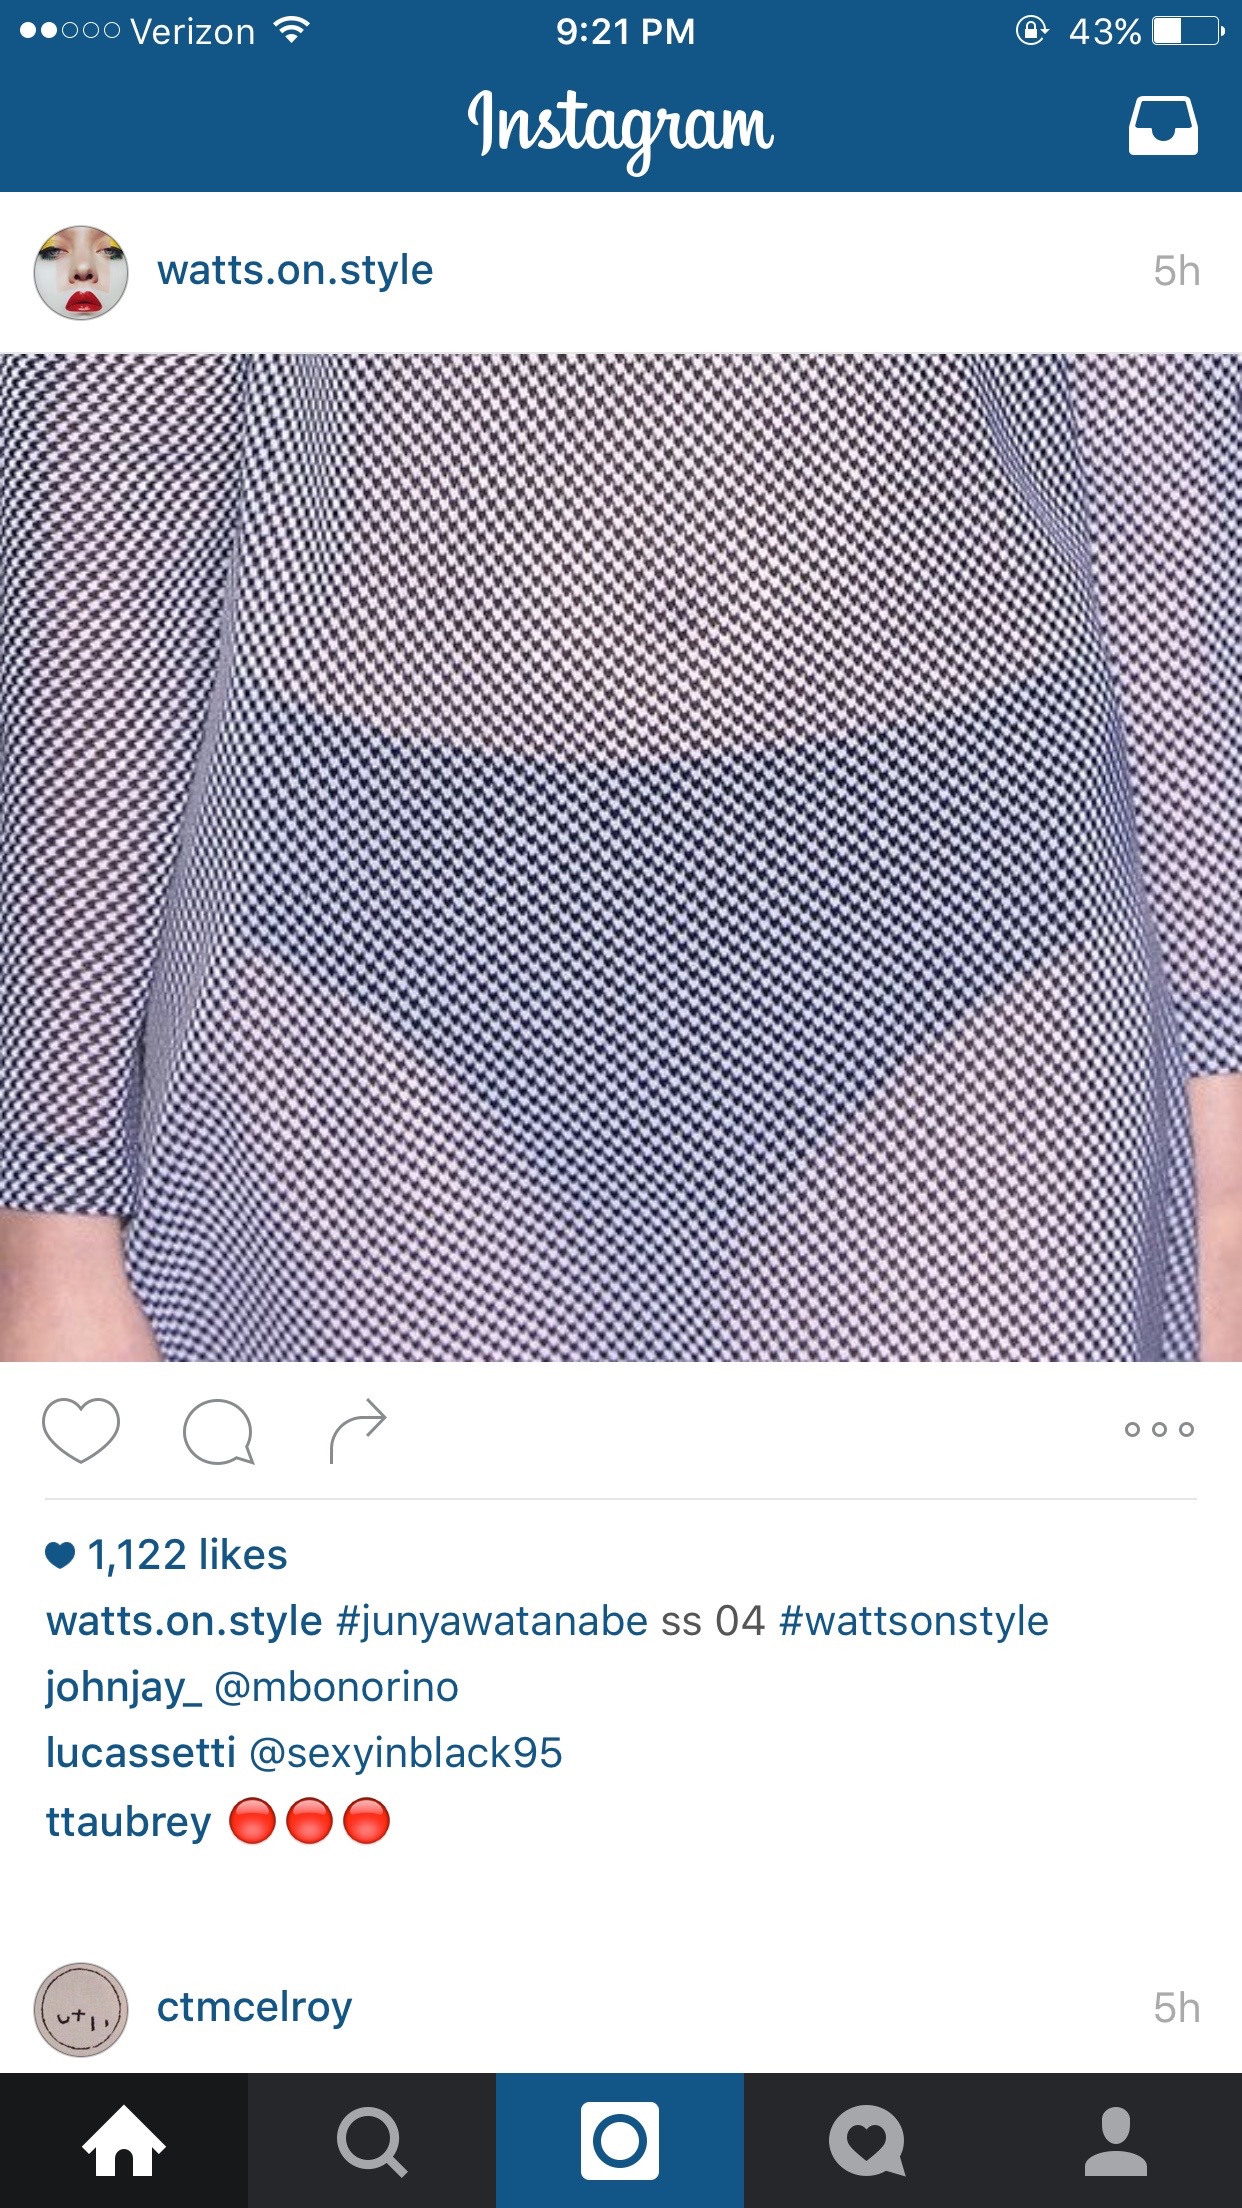 Verizon 9:21 PM 43%
Instagram
watts.on.style 5h
1,122 likes
watts.on.style #junyawatanabe ss 04 #wattsonstyle
johnjay_ @mbonorino
lucassetti @sexyinblack95
ttaubrey 🔴🔴🔴
ctmcelroy 5h